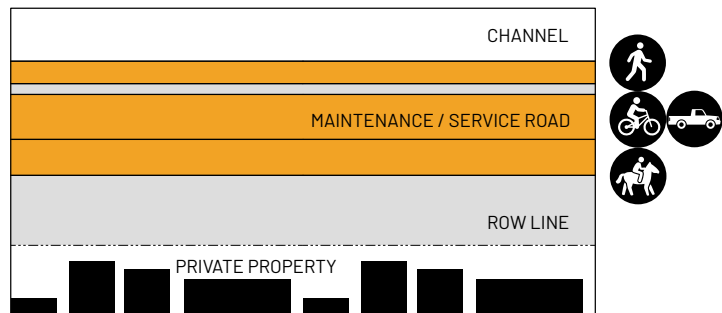 CHANNEL
MAINTENANCE / SERVICE ROAD
ROW LINE
PRIVATE PROPERTY